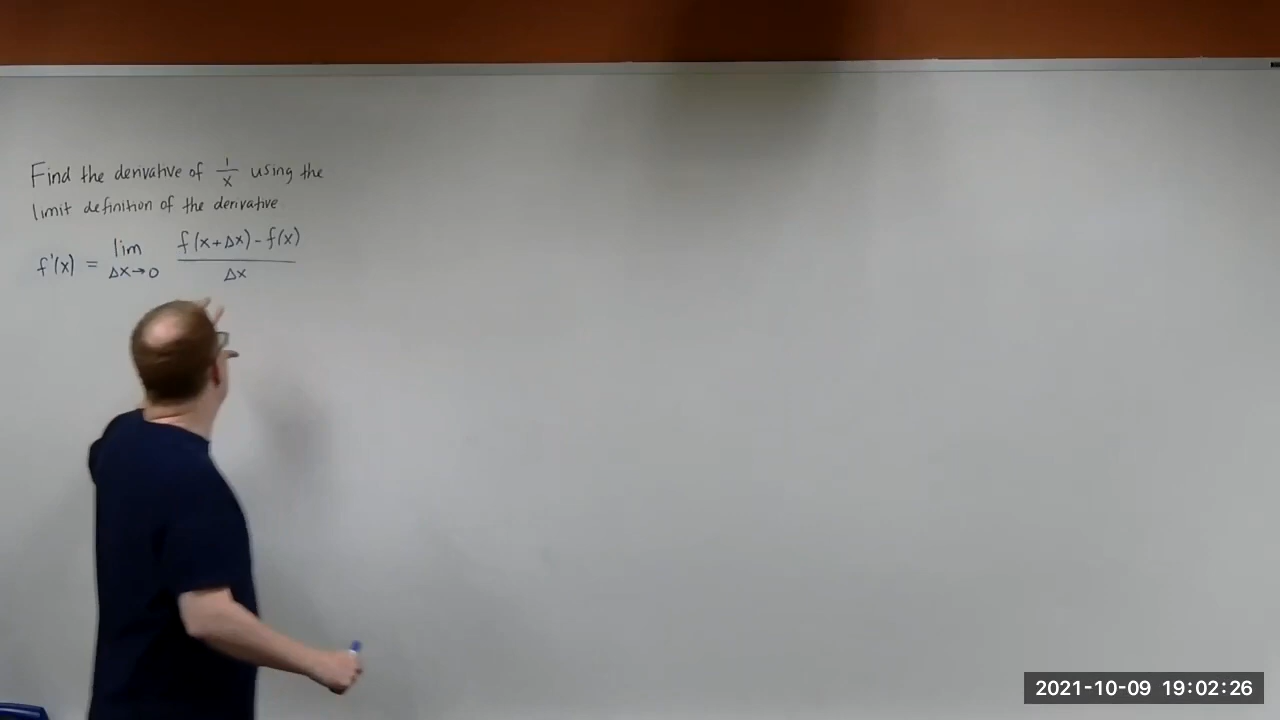 Find the derivative of 1/x using the
limit definition of the derivative
f'(x) = lim Δx→0 f(x+Δx)-f(x) / Δx
2021-10-09 19:02:26